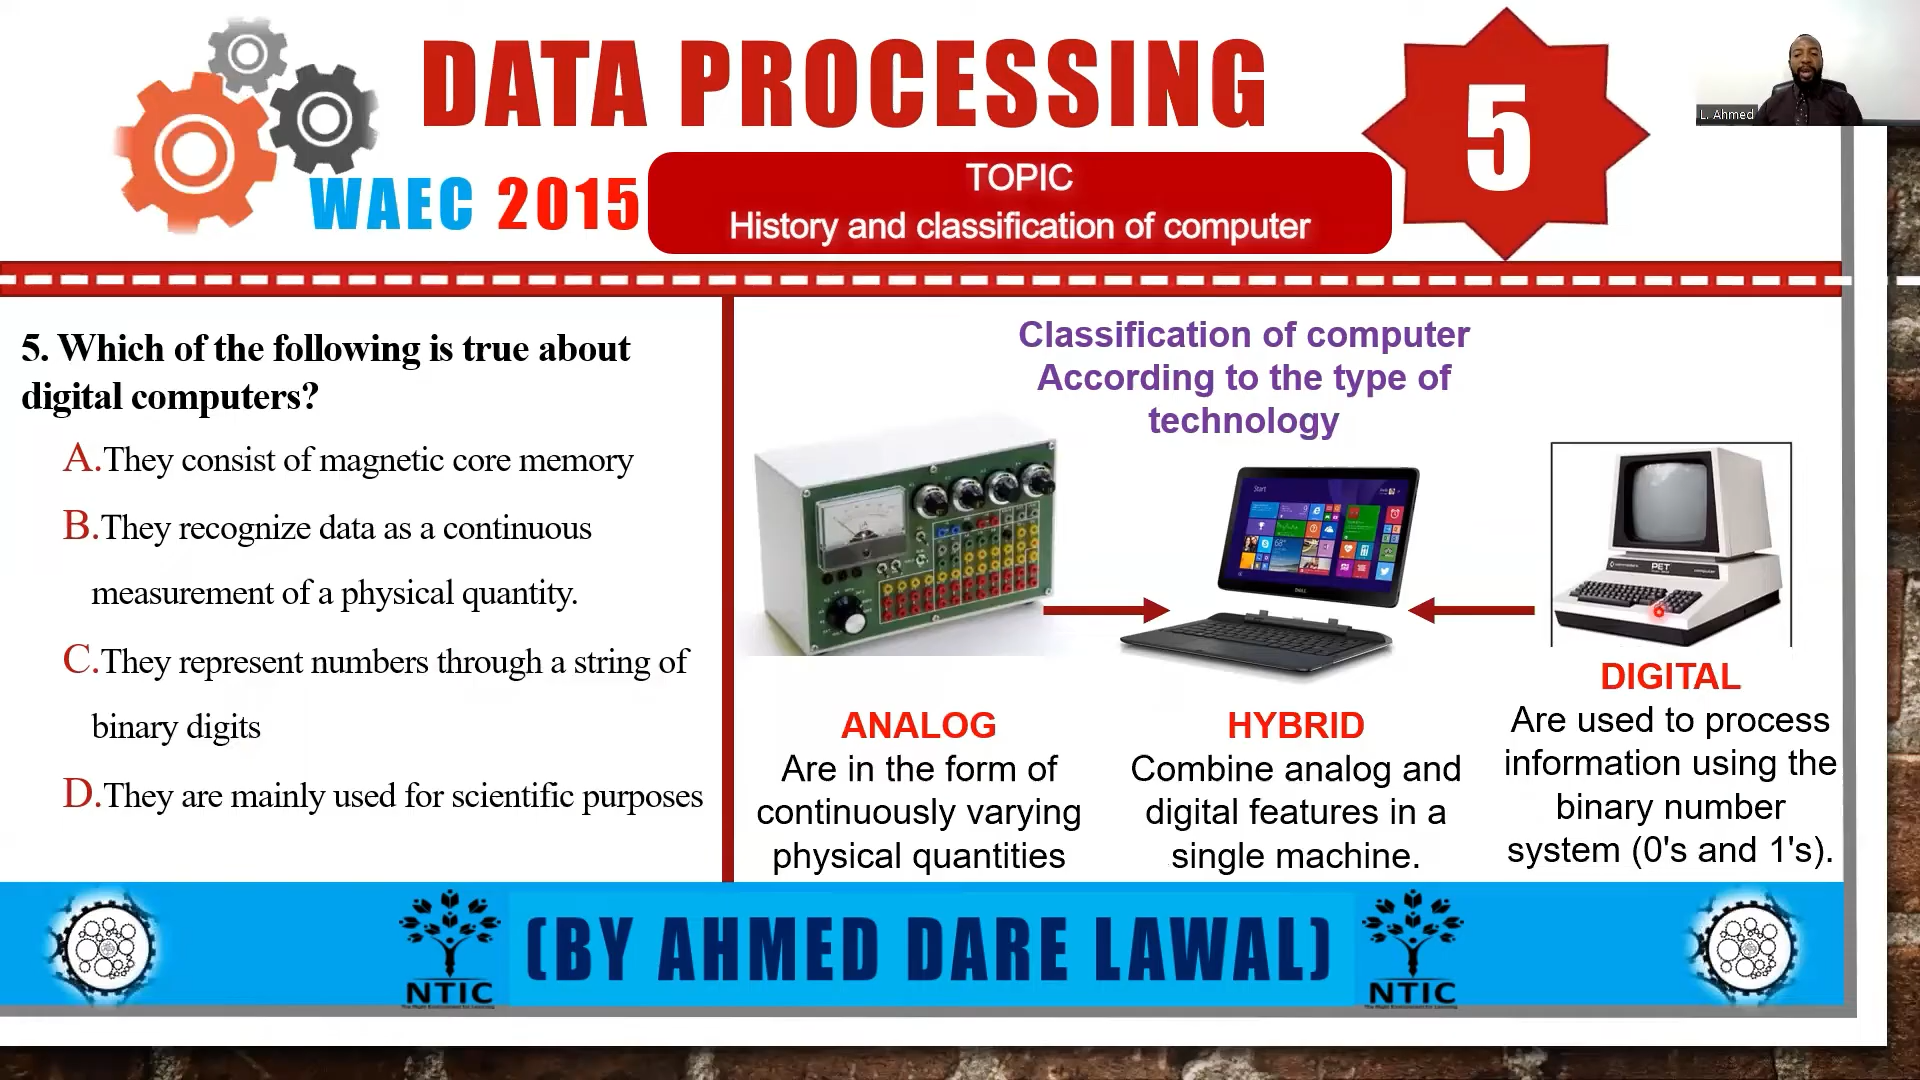 DATA PROCESSING
5
L. Ahmed
WAEC 2015
TOPIC
History and classification of computer
5. Which of the following is true about
digital computers?
A.They consist of magnetic core memory
B.They recognize data as a continuous
measurement of a physical quantity.
C.They represent numbers through a string of
binary digits
D.They are mainly used for scientific purposes
Classification of computer
According to the type of
technology
Start
DELL
PET
computer
ANALOG
Are in the form of
continuously varying
physical quantities
HYBRID
Combine analog and
digital features in a
single machine.
DIGITAL
Are used to process
information using the
binary number
system (0's and 1's).
NTIC
(BY AHMED DARE LAWAL)
NTIC